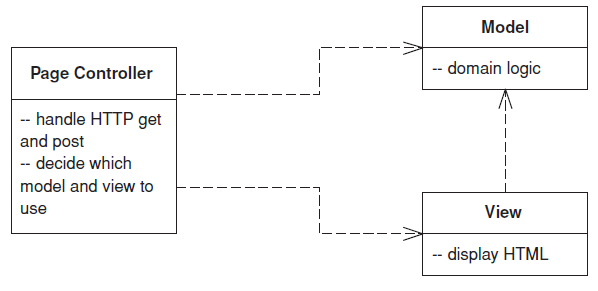 Page Controller
-- handle HTTP get
and post
-- decide which
model and view to
use
Model
-- domain logic
View
-- display HTML